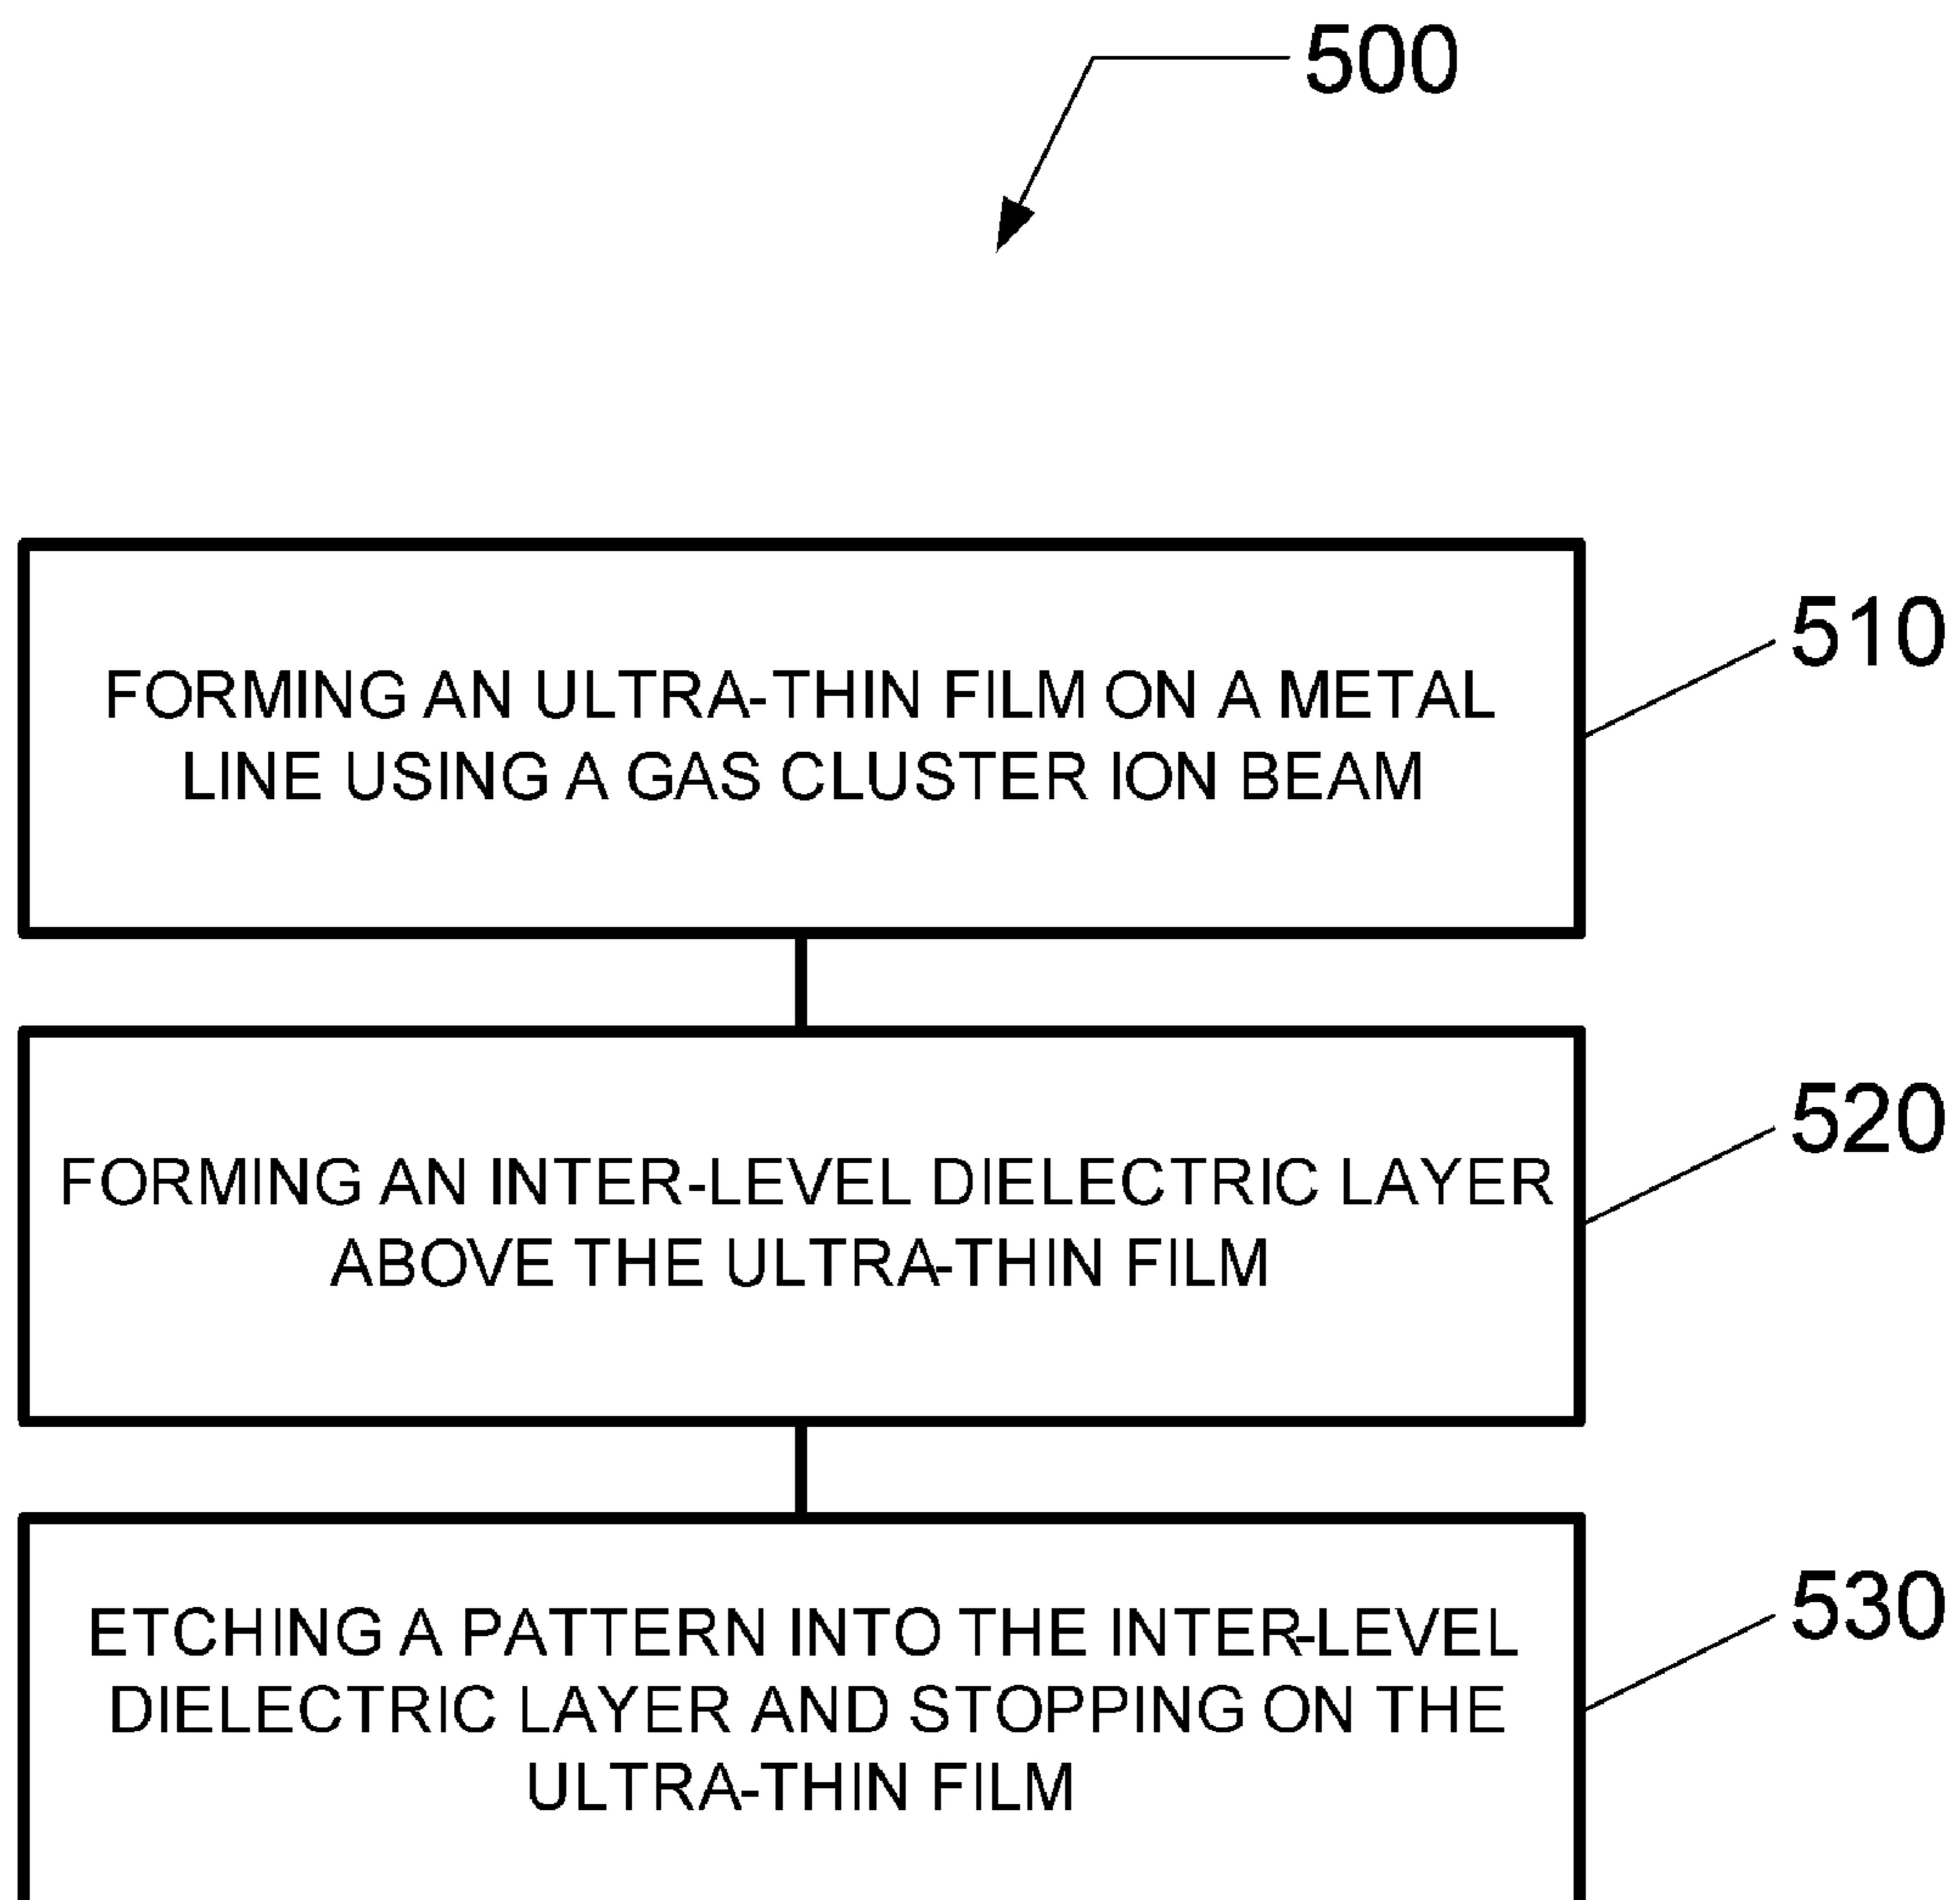 500
510
FORMING AN ULTRA-THIN FILM ON A METAL
LINE USING A GAS CLUSTER ION BEAM
520
FORMING AN INTER-LEVEL DIELECTRIC LAYER
ABOVE THE ULTRA-THIN FILM
530
ETCHING A PATTERN INTO THE INTER-LEVEL
DIELECTRIC LAYER AND STOPPING ON THE
ULTRA-THIN FILM